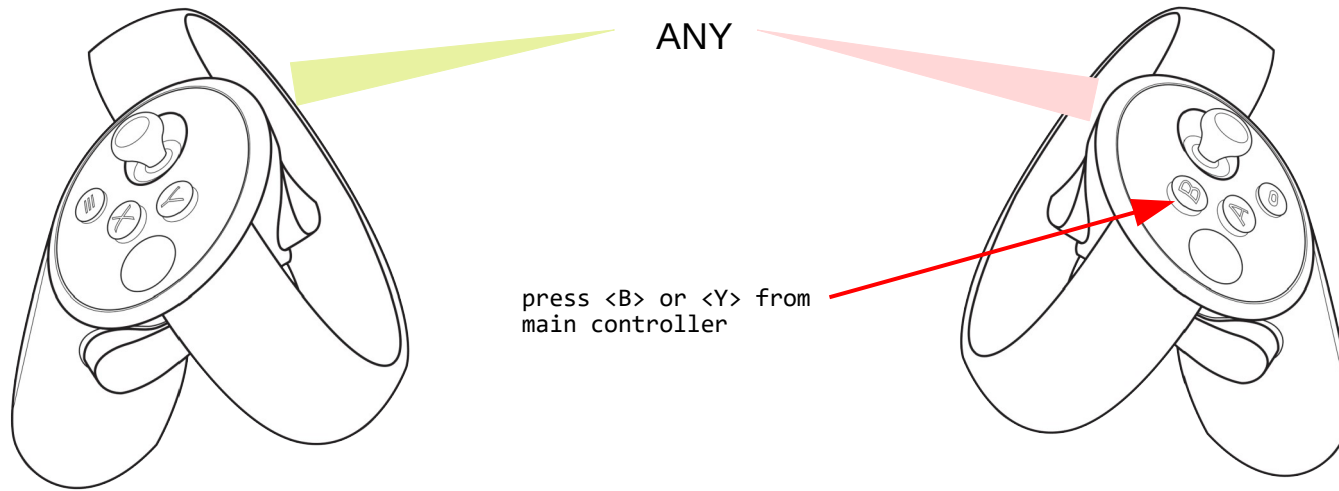 ANY
Y
X
B
A
press <B> or <Y> from
main controller